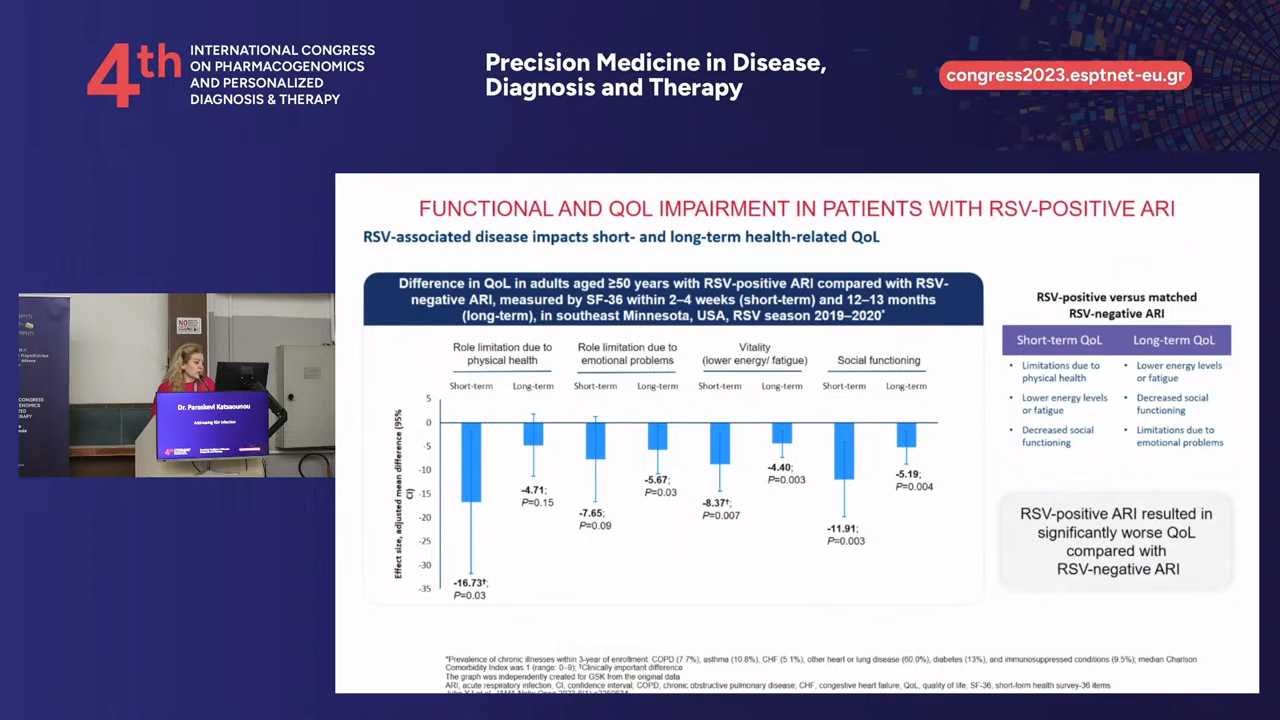 4th
INTERNATIONAL CONGRESS
ON PHARMACOGENOMICS
AND PERSONALIZED
DIAGNOSIS & THERAPY
Precision Medicine in Disease,
Diagnosis and Therapy
congress2023.esptnet-eu.gr
Dr. Paraskevi Katsaounou
Addressing RSV Infection
FUNCTIONAL AND QOL IMPAIRMENT IN PATIENTS WITH RSV-POSITIVE ARI
RSV-associated disease impacts short- and long-term health-related QoL
Difference in QoL in adults aged ≥50 years with RSV-positive ARI compared with RSV-
negative ARI, measured by SF-36 within 2–4 weeks (short-term) and 12–13 months
(long-term), in southeast Minnesota, USA, RSV season 2019–2020*
Role limitation due to
physical health
Role limitation due to
emotional problems
Vitality
(lower energy/ fatigue)
Social functioning
Short-term Long-term Short-term Long-term Short-term Long-term Short-term Long-term
Effect size, adjusted mean difference [95%
CI)
5
0
-5
-10
-15
-20
-25
-30
-35
-16.73†;
P=0.03
-4.71;
P=0.15
-7.65;
P=0.09
-5.67;
P=0.03
-8.37†;
P=0.007
-4.40;
P=0.003
-11.91;
P=0.003
-5.19;
P=0.004
RSV-positive versus matched
RSV-negative ARI
Short-term QoL Long-term QoL
• Limitations due to
physical health
• Lower energy levels
or fatigue
• Decreased social
functioning
• Lower energy levels
or fatigue
• Decreased social
functioning
• Limitations due to
emotional problems
RSV-positive ARI resulted in
significantly worse QoL
compared with
RSV-negative ARI
*Prevalence of chronic illnesses within 3-year of enrollment: COPD (7.7%), asthma (10.8%), CHF (5.1%), other heart or lung disease (60.0%), diabetes (13%), and immunosuppressed conditions (9.5%); median Charlson
Comorbidity Index was 1 (range: 0–9); †Clinically important difference
The graph was independently created for GSK from the original data
ARI, acute respiratory infection; CI, confidence interval; COPD, chronic obstructive pulmonary disease; CHF, congestive heart failure; QoL, quality of life; SF-36, short-form health survey-36 items